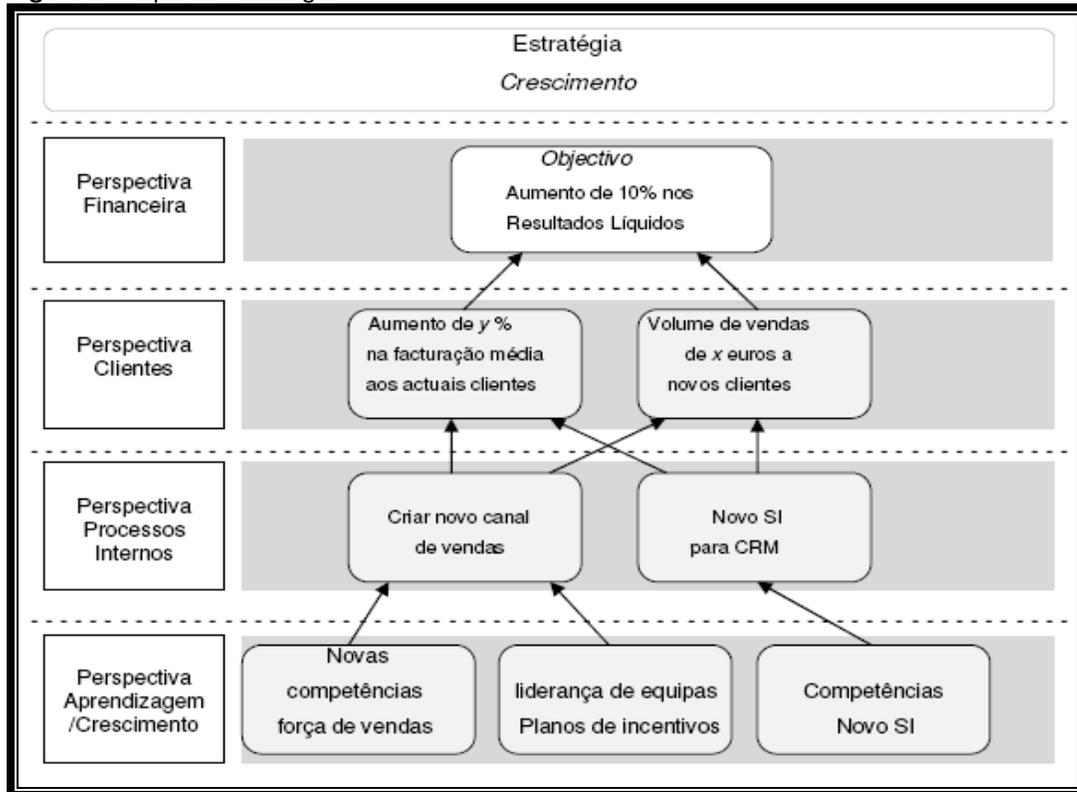 Estratégia
Crescimento
Perspectiva
Financeira
Objectivo
Aumento de 10% nos
Resultados Líquidos
Perspectiva
Clientes
Aumento de y %
na facturação média
aos actuais clientes
Volume de vendas
de x euros a
novos clientes
Perspectiva
Processos
Internos
Criar novo canal
de vendas
Novo SI
para CRM
Perspectiva
Aprendizagem
/Crescimento
Novas
competências
força de vendas
liderança de equipas
Planos de incentivos
Competências
Novo SI